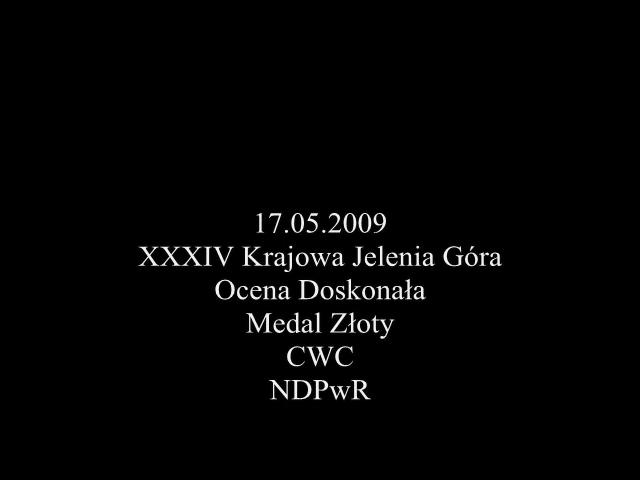 17.05.2009
XXXIV Krajowa Jelenia Góra
Ocena Doskonała
Medal Złoty
CWC
NDPwR